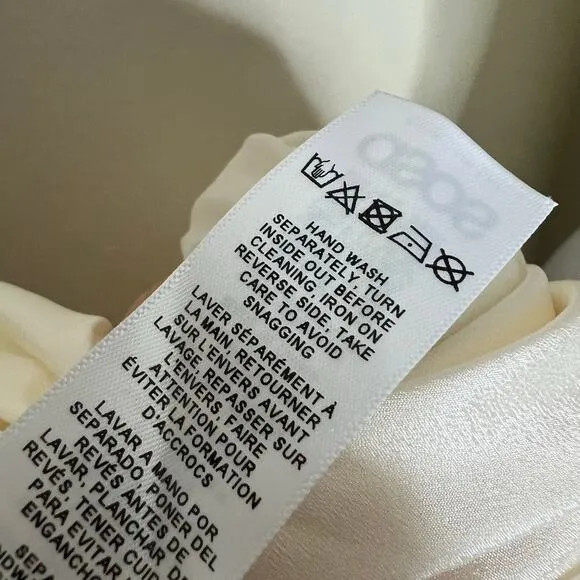 asos
HAND WASH
SEPARATELY, TURN
INSIDE OUT BEFORE
CLEANING, IRON ON
REVERSE SIDE, TAKE
CARE TO AVOID
SNAGGING
LAVER SÉPAREMENT À
LA MAIN RETOURNER
SUR L'ENVERS AVANT
LAVAGE, REPASSER SUR
L'ENVERS, FAIRE
ATTENTION POUR
ÉVITER LA FORMATION
D'ACCROCS
LAVAR A MANO POR
SEPARADO, PONER DEL
REVÉS ANTES DE
LAVAR, PLANCHAR DEL
REVÉS, TENER CUIDADO
PARA EVITAR